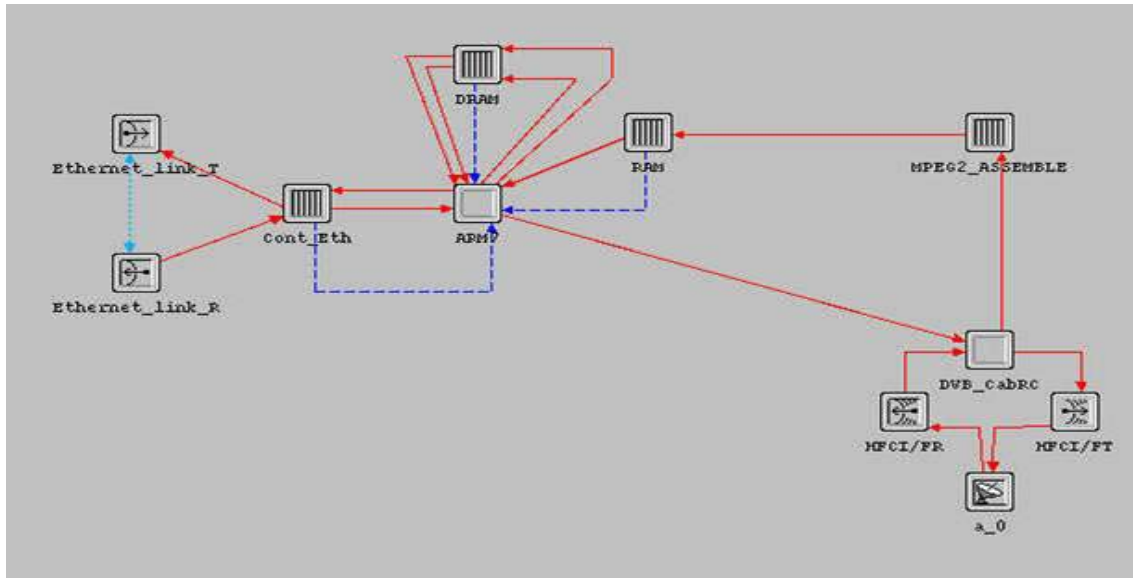 DRAM
Ethernet_link_T
RAM
MPEG2_ASSEMBLE
Cont_Eth
Ethernet_link_R
DVB_CabRC
MFCI/FR
MFCI/FT
a_0